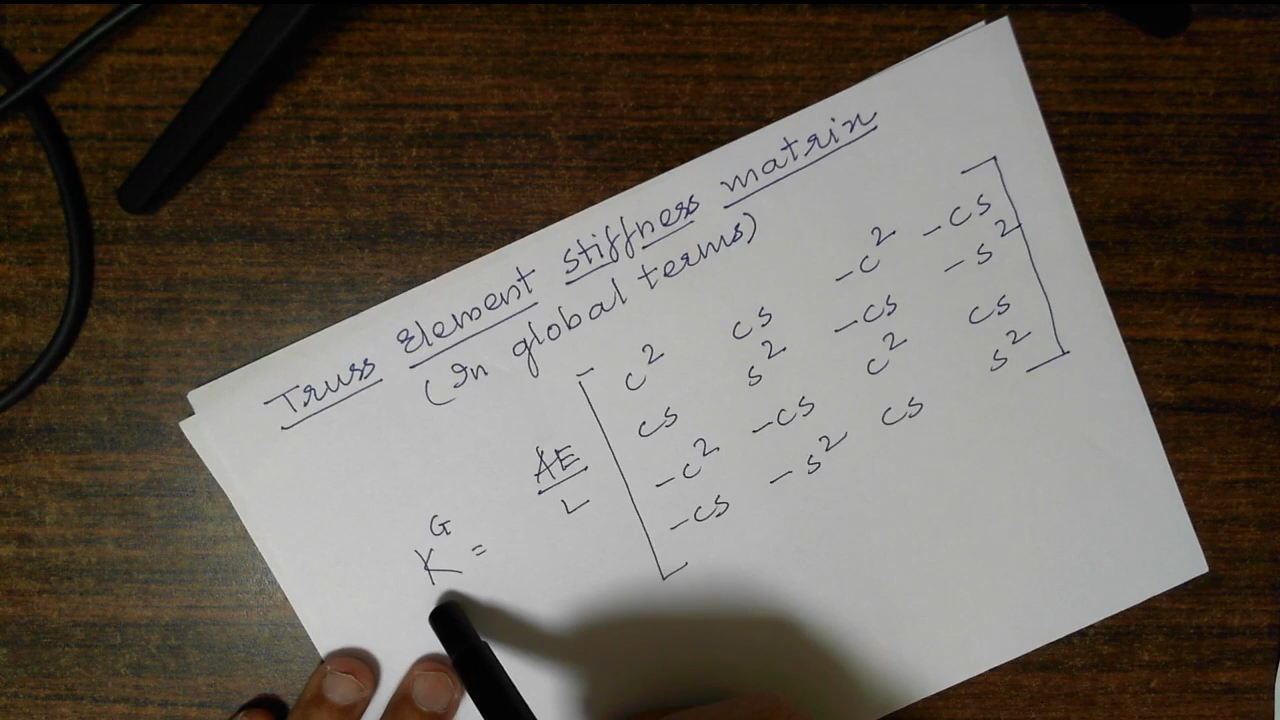 Truss Element stiffness matrix
(In global terms)
K^G = AE/L
c² cs -c² -cs
cs s² -cs -s²
-c² -cs c² cs
-cs -s² cs s²